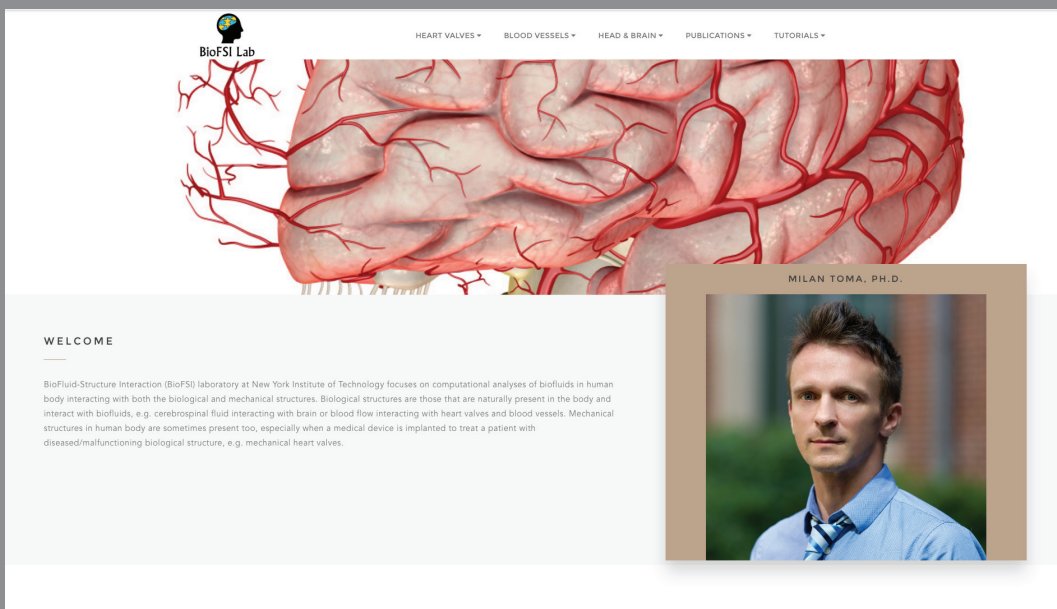 BioFSI Lab
HEART VALVES
BLOOD VESSELS
HEAD & BRAIN
PUBLICATIONS
TUTORIALS
MILAN TOMA, PH.D.
WELCOME
BioFluid-Structure Interaction (BioFSI) laboratory at New York Institute of Technology focuses on computational analyses of biofluids in human
body interacting with both the biological and mechanical structures. Biological structures are those that are naturally present in the body and
interact with biofluids, e.g. cerebrospinal fluid interacting with brain or blood flow interacting with heart valves and blood vessels. Mechanical
structures in human body are sometimes present too, especially when a medical device is implanted to treat a patient with
diseased/malfunctioning biological structure, e.g. mechanical heart valves.